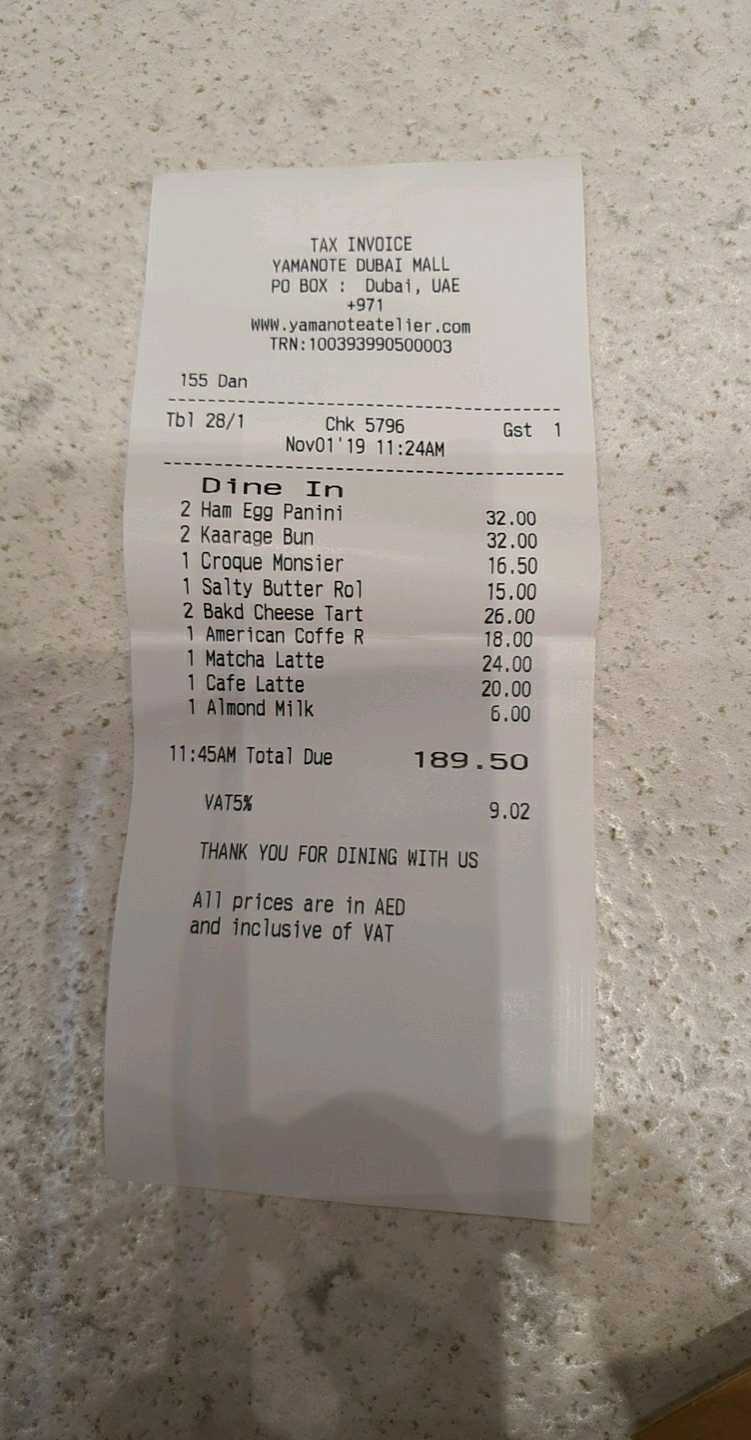 TAX INVOICE
YAMANOTE DUBAI MALL
PO BOX :  Dubai, UAE
+971
WWW.yamanoteatelier.com
TRN:100393990500003
155 Dan
Tbl 28/1 Chk 5796 Gst 1
Nov01'19 11:24AM
Dine In
2 Ham Egg Panini 32.00
2 Kaarage Bun 32.00
1 Croque Monsier 16.50
1 Salty Butter Rol 15.00
2 Bakd Cheese Tart 26.00
1 American Coffe R 18.00
1 Matcha Latte 24.00
1 Cafe Latte 20.00
1 Almond Milk 6.00
11:45AM Total Due 189.50
VAT5% 9.02
THANK YOU FOR DINING WITH US
All prices are in AED
and inclusive of VAT